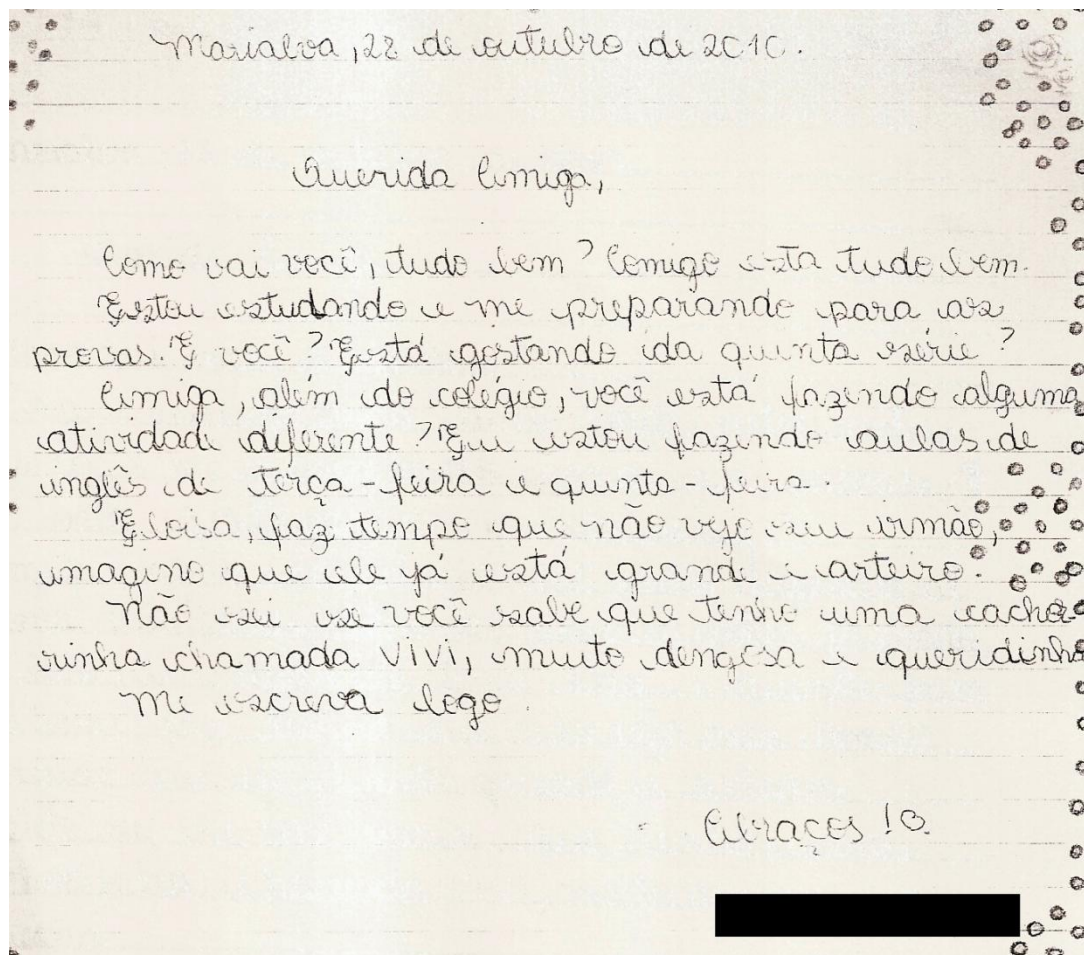 Marialva, 28 de outubro de 2010.
Querida Amiga,
Como vai você, tudo bem? Comigo esta tudo bem.
Estou estudando e me preparando para as
provas. E você? Está gostando da quinta série?
Amiga, além do colégio, você está fazendo alguma
atividade diferente? Eu estou fazendo aulas de
inglês de terça-feira e quinta-feira.
Eloisa, faz tempo que não vejo seu irmão,
imagino que ele já está grande e arteiro.
Não sei se você sabe que tenho uma cachor
rinha chamada Vivi, muito dengosa e queridinha
Me escreva logo.
Abraços!